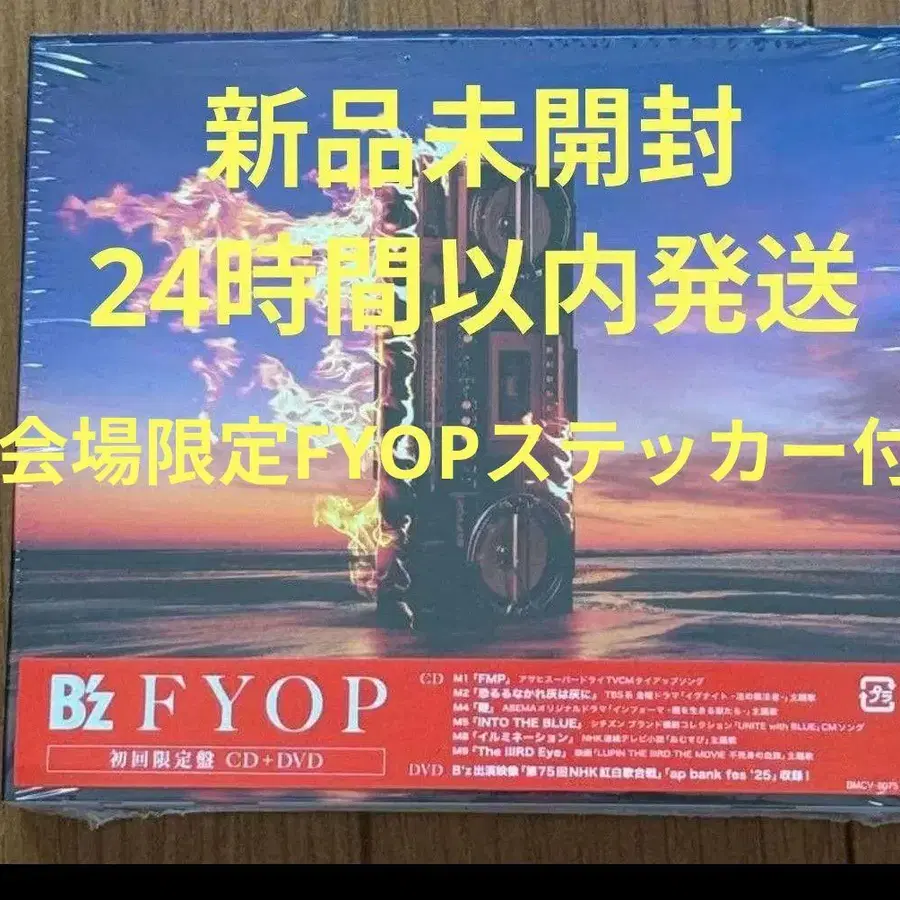 新品未開封
24時間以内発送
会場限定FYOPステッカー付
B'z FYOP
初回限定盤 CD+DVD
CD M1「FMP」 アサヒスーパードライTVCMタイアップソング
M2「恐るるなかれ灰は灰に」 TBS系 金曜ドラマ「イグナイト -法の無法者-」主題歌
M4「鞭」 ABEMAオリジナルドラマ「インフォーマ -闇を生きる獣たち-」主題歌
M5「INTO THE BLUE」 シチズン ブランド横断コレクション「UNITE with BLUE」CMソング
M8「イルミネーション」 NHK連続テレビ小説「おむすび」主題歌
M9「The IIIRD Eye」 映画「LUPIN THE IIIRD THE MOVIE 不死身の血族」主題歌
DVD B'z出演映像「第75回NHK紅白歌合戦」「ap bank fes '25」収録!
プラ
BMCV-8075